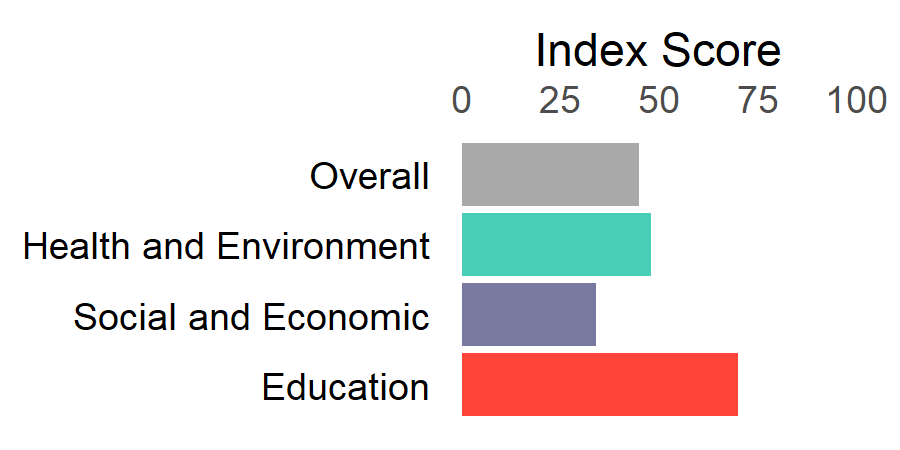 Index Score
0 25 50 75 100
Overall
Health and Environment
Social and Economic
Education